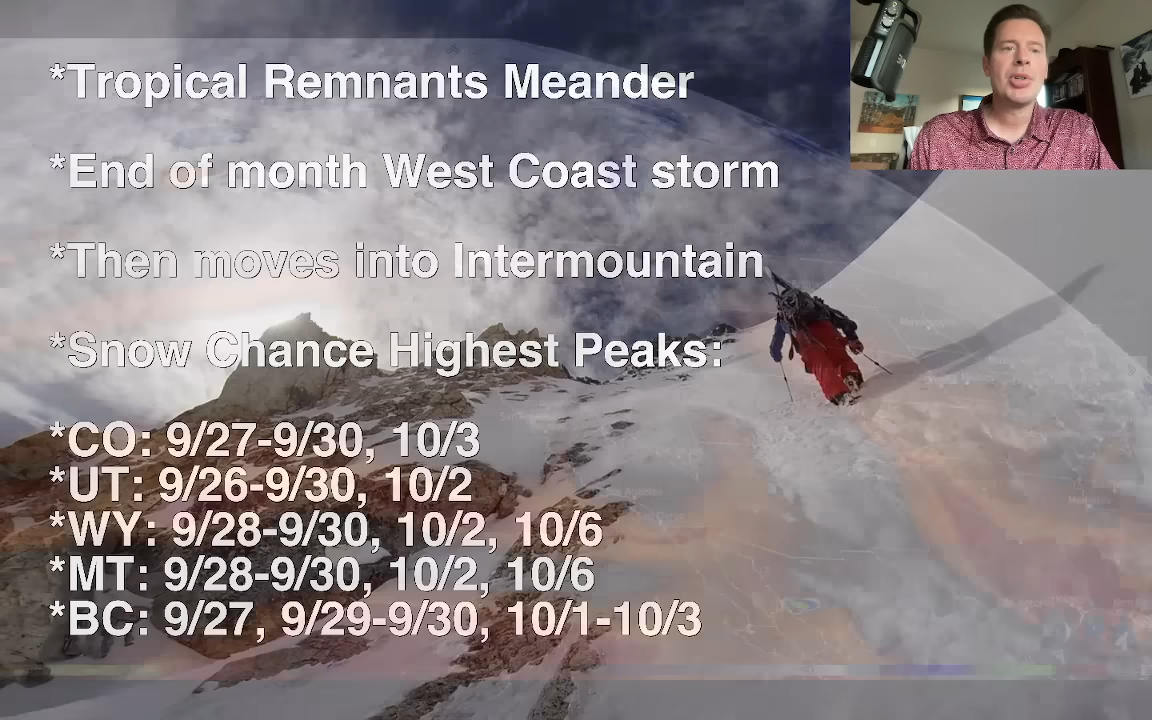 *Tropical Remnants Meander
*End of month West Coast storm
*Then moves into Intermountain
*Snow Chance Highest Peaks:
*CO: 9/27-9/30, 10/3
*UT: 9/26-9/30, 10/2
*WY: 9/28-9/30, 10/2, 10/6
*MT: 9/28-9/30, 10/2, 10/6
*BC: 9/27, 9/29-9/30, 10/1-10/3